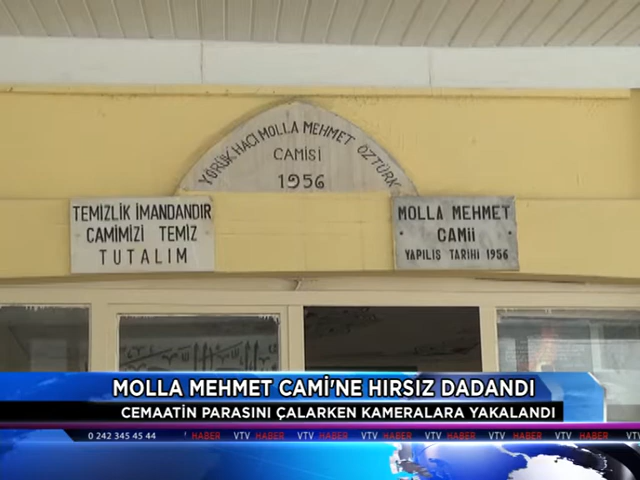 YÖRÜK HACI MOLLA MEHMET ÖZTÜRK
CAMİSİ
1956
TEMİZLİK İMANDANDIR
CAMİMİZİ TEMİZ
TUTALIM
MOLLA MEHMET
CAMİİ
YAPILIŞ TARİHİ 1956
MOLLA MEHMET CAMİ'NE HIRSIZ DADANDI
CEMAATİN PARASINI ÇALARKEN KAMERALARA YAKALANDI
0 242 345 45 44 HABER VTV HABER VTV HABER VTV HABER VTV HABER VTV HABER VTV HABER VTV HABER